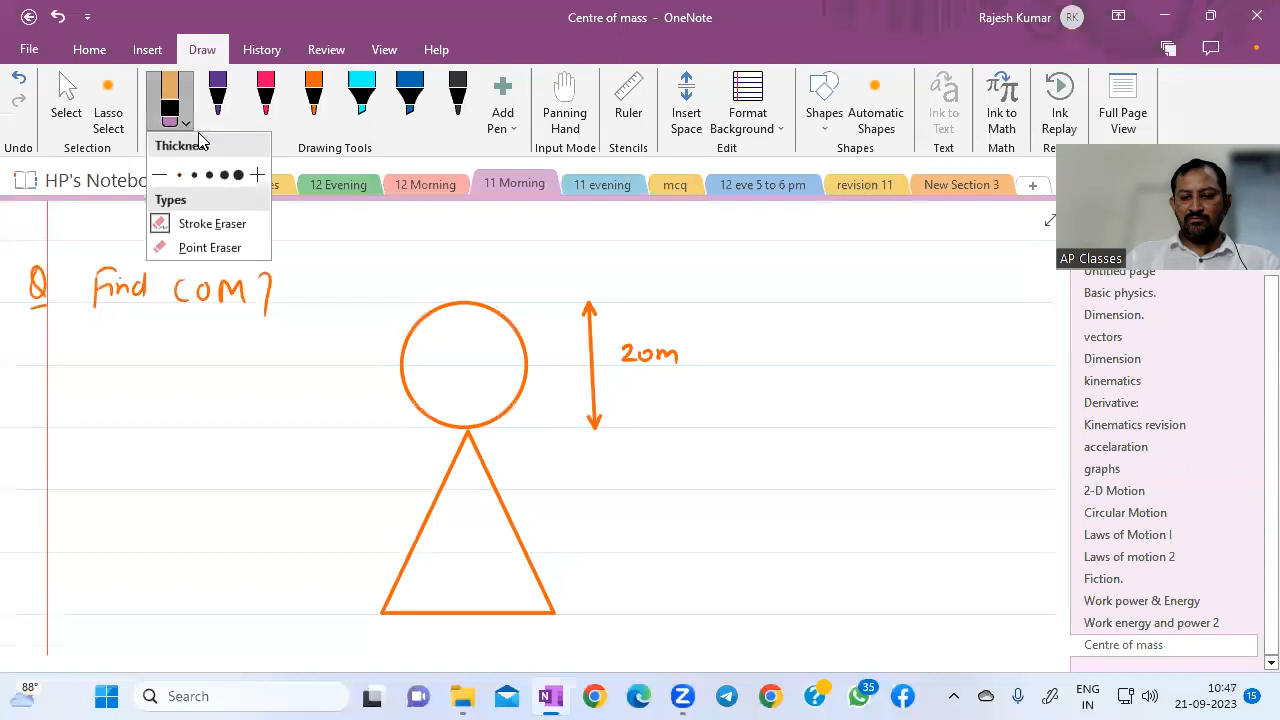 Centre of mass - OneNote
Rajesh Kumar RK
File Home Insert Draw History Review View Help
Select
Lasso Select
Add Pen
Panning Hand
Ruler
Insert Space
Format Background
Shapes
Automatic Shapes
Ink to Text
Ink to Math
Ink Replay
Full Page View
Undo Selection Drawing Tools Input Mode Stencils Edit Shapes
Types
Stroke Eraser
Point Eraser
12 Evening 12 Morning 11 Morning 11 evening mcq 12 eve 5 to 6 pm revision 11 New Section 3
AP Classes
Q Find COM?
20m
Untitled page
Basic physics.
Dimension.
vectors
Dimension
kinematics
Derivative:
Kinematics revision
accelaration
graphs
2-D Motion
Circular Motion
Laws of Motion I
Laws of motion 2
Fiction.
Work power & Energy
Work energy and power 2
Centre of mass
88°
Search
35
ENG
IN
10:47
21-09-2023
15